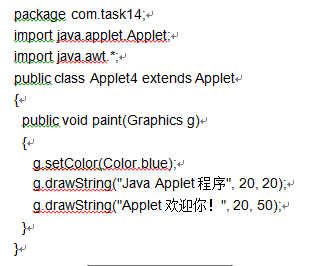 package com.task14;
import java.applet.Applet;
import java.awt.*;
public class Applet4 extends Applet
{
public void paint(Graphics g)
{
g.setColor(Color.blue);
g.drawString("Java Applet 程序", 20, 20);
g.drawString("Applet 欢迎你！", 20, 50);
}
}